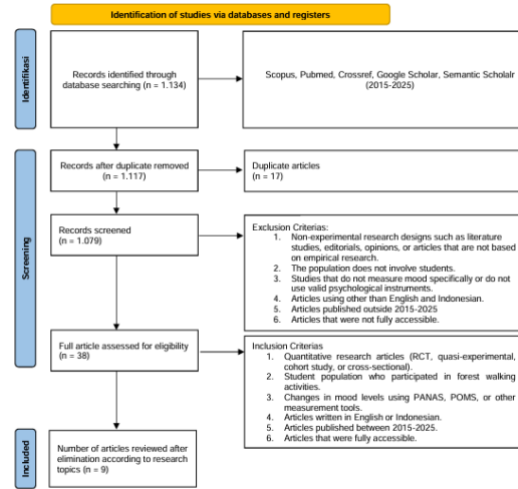 Identification of studies via databases and registers
Identifikasi
Records identified through
database searching (n = 1.134)
Scopus, Pubmed, Crossref, Google Scholar, Semantic Scholalr
(2015-2025)
Screening
Records after duplicate removed
(n = 1.117)
Duplicate articles
(n = 17)
Records screened
(n = 1.079)
Exclusion Criterias:
1. Non-experimental research designs such as literature
studies, editorials, opinions, or articles that are not based
on empirical research.
2. The population does not involve students.
3. Studies that do not measure mood specifically or do not
use valid psychological instruments.
4. Articles using other than English and Indonesian.
5. Articles published outside 2015-2025
6. Articles that were not fully accessible.
Full article assessed for eligibility
(n = 38)
Inclusion Criterias
1. Quantitative research articles (RCT, quasi-experimental,
cohort study, or cross-sectional).
2. Student population who participated in forest walking
activities.
3. Changes in mood levels using PANAS, POMS, or other
measurement tools.
4. Articles written in English or Indonesian.
5. Articles published between 2015-2025.
6. Articles that were fully accessible.
Included
Number of articles reviewed after
elimination according to research
topics (n = 9)